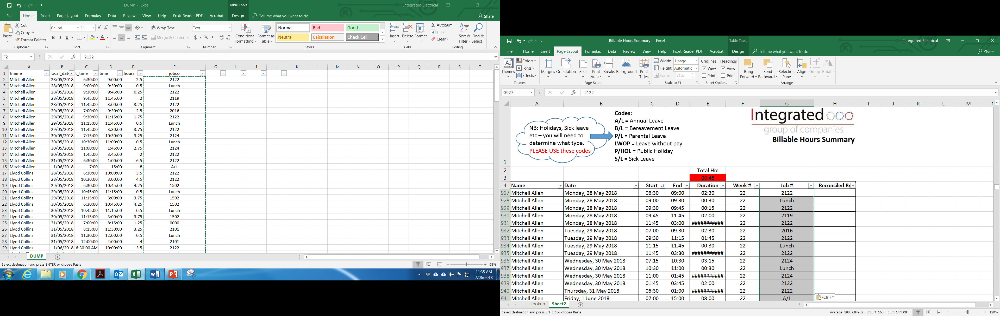 DUMP - Excel
Table Tools
Integrated Electrical
File Home Insert Page Layout Formulas Data Review View Help Foxit Reader PDF Acrobat Design Tell me what you want to do Share
Paste Cut Copy Format Painter Clipboard
Calibri 11 B I U Font
Wrap Text Merge & Center Alignment
Text $ % , Number
Conditional Formatting Format as Table Normal Bad Good Neutral Calculation Check Cell Styles
Insert Delete Format Cells
AutoSum Fill Clear Sort & Filter Find & Select Editing
F2 fx 2122
A B C D E F G H I J K L M N O P Q R S T
1 fname local_dat t_time time hours jobco
2 Mitchell Allen 28/05/2018 6:30:00 9:00:00 2.5 2122
3 Mitchell Allen 28/05/2018 9:00:00 9:30:00 0.5 Lunch
4 Mitchell Allen 28/05/2018 9:30:00 9:45:00 0.25 2122
5 Mitchell Allen 28/05/2018 9:45:00 11:45:00 2 2119
6 Mitchell Allen 28/05/2018 11:45:00 3:00:00 3.25 2122
7 Mitchell Allen 29/05/2018 7:00:00 9:30:00 2.5 2016
8 Mitchell Allen 29/05/2018 9:30:00 11:15:00 1.75 2122
9 Mitchell Allen 29/05/2018 11:15:00 11:45:00 0.5 Lunch
10 Mitchell Allen 29/05/2018 11:45:00 3:30:00 3.75 2122
11 Mitchell Allen 30/05/2018 7:15:00 10:30:00 3.25 2124
12 Mitchell Allen 30/05/2018 10:30:00 11:00:00 0.5 Lunch
13 Mitchell Allen 30/05/2018 11:00:00 1:45:00 2.75 2124
14 Mitchell Allen 30/05/2018 1:45:00 3:45:00 2 2122
15 Mitchell Allen 31/05/2018 6:30:00 1:00:00 6.5 2122
16 Mitchell Allen 1/06/2018 7:00 15:00 8 A/L
17 Llyod Collins 28/05/2018 6:30:00 10:00:00 3.5 2122
18 Llyod Collins 28/05/2018 10:30:00 3:00:00 4.5 2122
19 Llyod Collins 29/05/2018 6:30:00 10:45:00 4.25 1502
20 Llyod Collins 29/05/2018 10:45:00 11:15:00 0.5 Lunch
21 Llyod Collins 29/05/2018 11:15:00 3:00:00 3.75 1502
22 Llyod Collins 30/05/2018 6:30:00 10:45:00 4.25 1502
23 Llyod Collins 30/05/2018 10:45:00 11:15:00 0.5 Lunch
24 Llyod Collins 30/05/2018 11:15:00 3:00:00 3.75 1502
25 Llyod Collins 31/05/2018 7:00:00 8:15:00 1.25 0000
26 Llyod Collins 31/05/2018 8:15:00 11:30:00 3.25 2101
27 Llyod Collins 31/05/2018 11:30:00 12:00:00 0.5 Lunch
28 Llyod Collins 31/05/2018 12:00:00 4:00:00 4 2101
29 Llyod Collins 1/06/2018 6:30:00 AM 10:00:00 3.5 2122
DUMP
Select destination and press ENTER or choose Paste 98%
11:35 AM
7/06/2018
Billable Hours Summary - Excel
Table Tools
Integrated Electrical
File Home Insert Page Layout Formulas Data Review View Help Foxit Reader PDF Acrobat Design Tell me what you want to do Share
Themes Colors Fonts Effects Themes
Margins Orientation Size Print Area Breaks Background Print Titles Page Setup
Width: 1 page Height: Automatic Scale: 71% Scale to Fit
Gridlines View Print Headings View Print Sheet Options
Bring Forward Send Backward Selection Pane Align Group Rotate Arrange
G927 fx 2122
A B C D E F G H I J K L M
NB: Holidays, Sick leave
etc – you will need to
determine what type.
PLEASE USE these codes
Codes:
A/L = Annual Leave
B/L = Bereavement Leave
P/L = Parental Leave
LWOP = Leave without pay
P/HOL = Public Holiday
S/L = Sick Leave
Integrated
group of companies
Billable Hours Summary
1
2 Total Hrs
3 00:45
4 Name Date Start End Duration Week # Job # Reconciled By
927 Mitchell Allen Monday, 28 May 2018 06:30 09:00 02:30 22 2122
928 Mitchell Allen Monday, 28 May 2018 09:00 09:30 00:30 22 Lunch
929 Mitchell Allen Monday, 28 May 2018 09:30 09:45 00:15 22 2122
930 Mitchell Allen Monday, 28 May 2018 09:45 11:45 02:00 22 2119
931 Mitchell Allen Monday, 28 May 2018 11:45 03:00 ########### 22 2122
932 Mitchell Allen Tuesday, 29 May 2018 07:00 09:30 02:30 22 2016
933 Mitchell Allen Tuesday, 29 May 2018 09:30 11:15 01:45 22 2122
934 Mitchell Allen Tuesday, 29 May 2018 11:15 11:45 00:30 22 Lunch
935 Mitchell Allen Tuesday, 29 May 2018 11:45 03:30 ########### 22 2122
936 Mitchell Allen Wednesday, 30 May 2018 07:15 10:30 03:15 22 2124
937 Mitchell Allen Wednesday, 30 May 2018 10:30 11:00 00:30 22 Lunch
938 Mitchell Allen Wednesday, 30 May 2018 11:00 01:45 ########### 22 2124
939 Mitchell Allen Wednesday, 30 May 2018 01:45 03:45 02:00 22 2122
940 Mitchell Allen Thursday, 31 May 2018 06:30 01:00 ########### 22 2122
941 Mitchell Allen Friday, 1 June 2018 07:00 15:00 08:00 22 A/L
(Ctrl)
Lookup Sheet2
Select destination and press ENTER or choose Paste Average: 1983.684932 Count: 160 Sum: 144809 120%